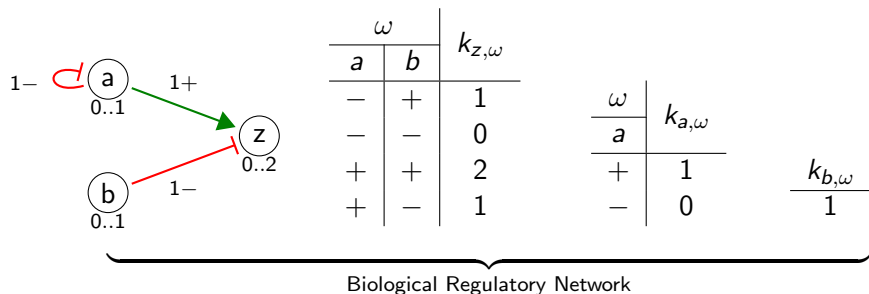 ω
a b k_{z,ω}
− + 1
− − 0
+ + 2
+ − 1
1− a 0..1
1+
z 0..2
b 0..1
1−
ω
a k_{a,ω}
+ 1
− 0
k_{b,ω}
1
Biological Regulatory Network